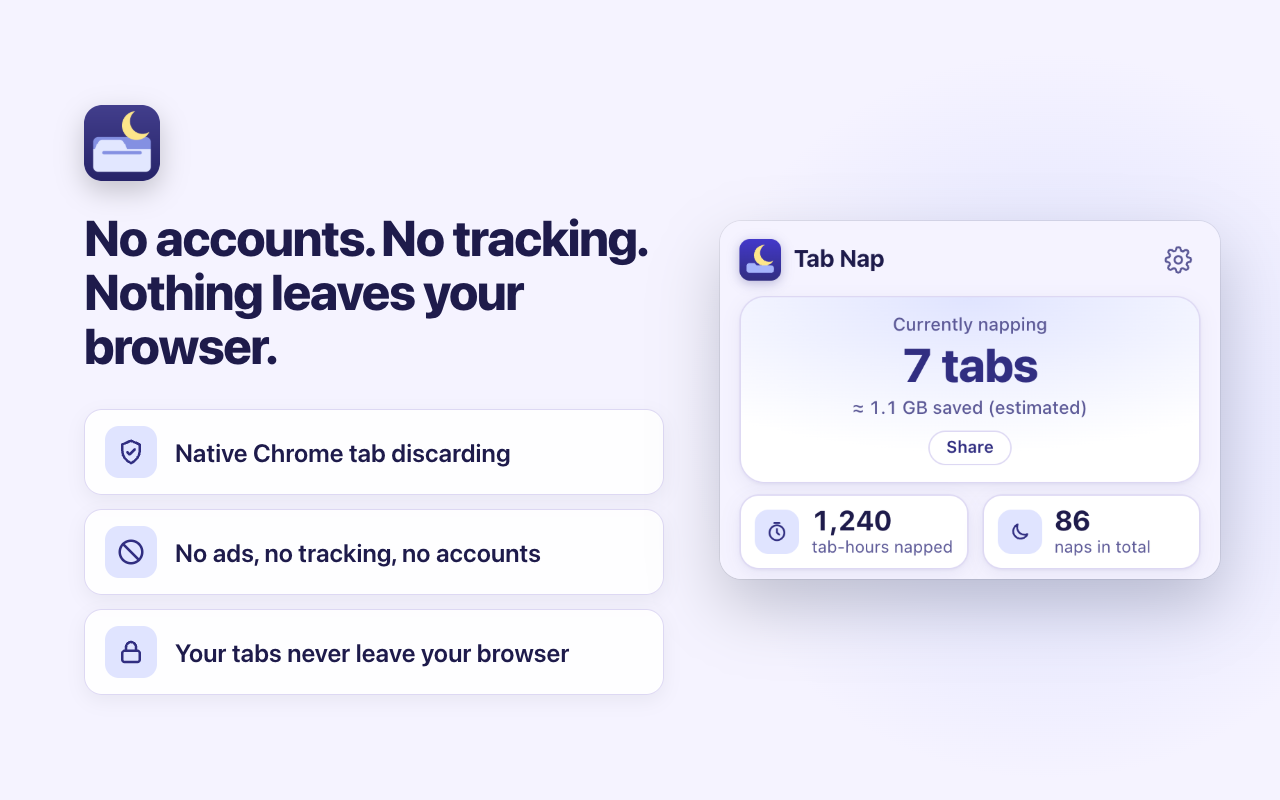 No accounts. No tracking.
Nothing leaves your
browser.
Native Chrome tab discarding
No ads, no tracking, no accounts
Your tabs never leave your browser
Tab Nap
Currently napping
7 tabs
≈ 1.1 GB saved (estimated)
Share
1,240
tab-hours napped
86
naps in total